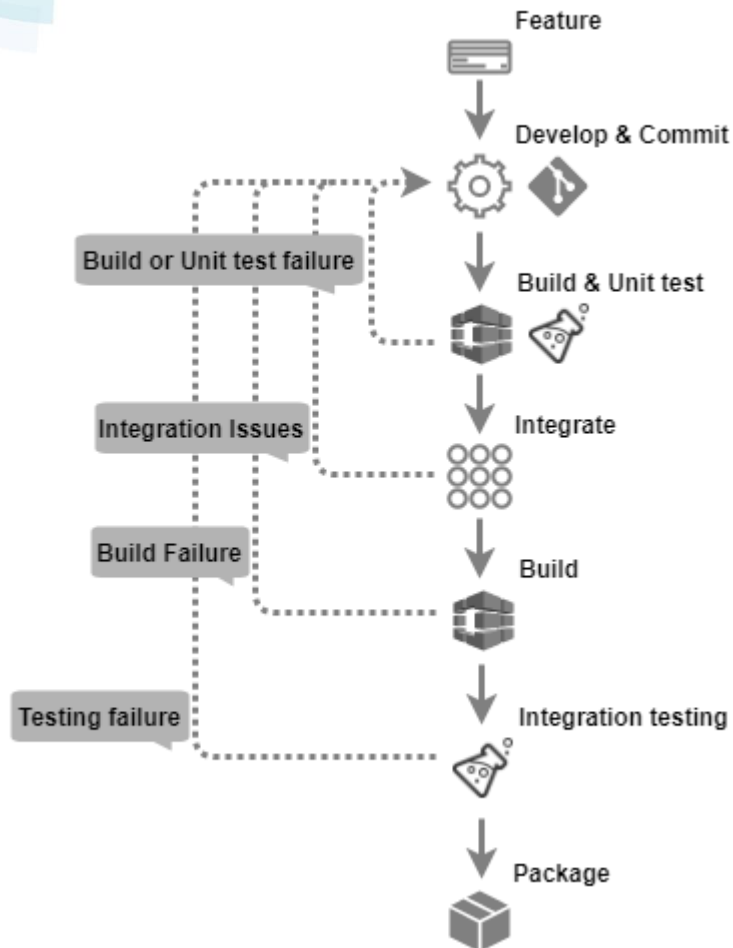 Feature
Develop & Commit
Build or Unit test failure
Build & Unit test
Integration Issues
Integrate
Build Failure
Build
Testing failure
Integration testing
Package